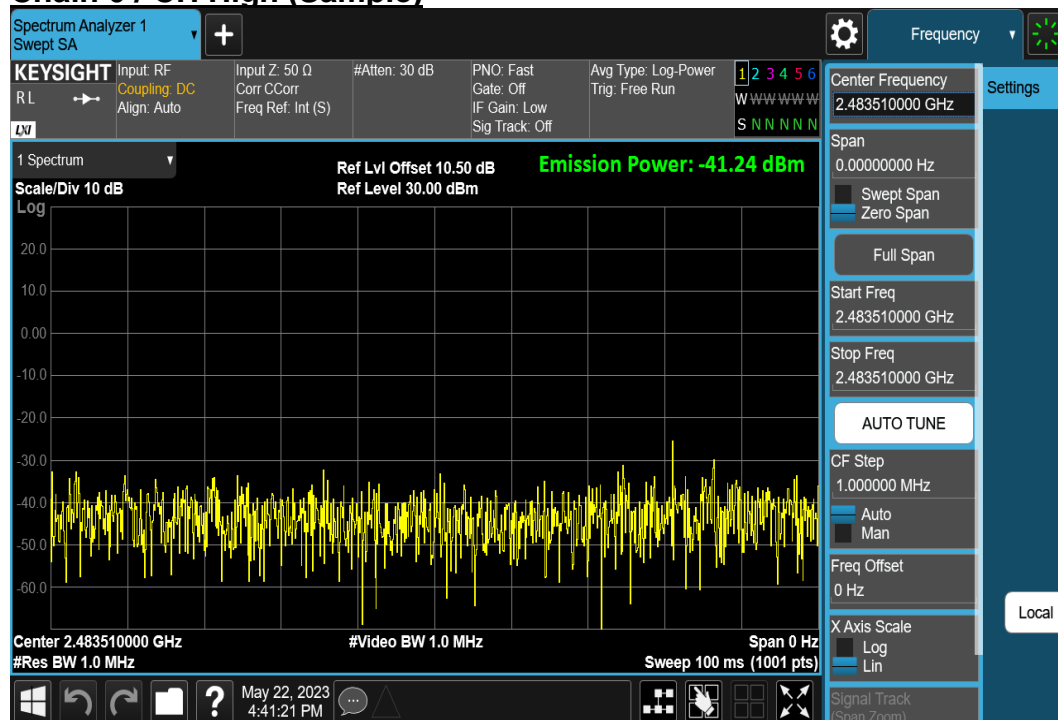 Spectrum Analyzer 1
Swept SA
Frequency
KEYSIGHT
R L
LXI
Input: RF
Coupling: DC
Align: Auto
Input Z: 50 Ω
Corr CCorr
Freq Ref: Int (S)
#Atten: 30 dB
PNO: Fast
Gate: Off
IF Gain: Low
Sig Track: Off
Avg Type: Log-Power
Trig: Free Run
1 2 3 4 5 6
W W W W W W
S N N N N N
1 Spectrum
Scale/Div 10 dB
Log
Ref Lvl Offset 10.50 dB
Ref Level 30.00 dBm
Emission Power: -41.24 dBm
20.0
10.0
0.00
-10.0
-20.0
-30.0
-40.0
-50.0
-60.0
Center 2.483510000 GHz
#Video BW 1.0 MHz
Span 0 Hz
#Res BW 1.0 MHz
Sweep 100 ms (1001 pts)
May 22, 2023
4:41:21 PM
Center Frequency
2.483510000 GHz
Settings
Span
0.00000000 Hz
Swept Span
Zero Span
Full Span
Start Freq
2.483510000 GHz
Stop Freq
2.483510000 GHz
AUTO TUNE
CF Step
1.000000 MHz
Auto
Man
Freq Offset
0 Hz
X Axis Scale
Log
Lin
Local
Signal Track
(Span Zoom)